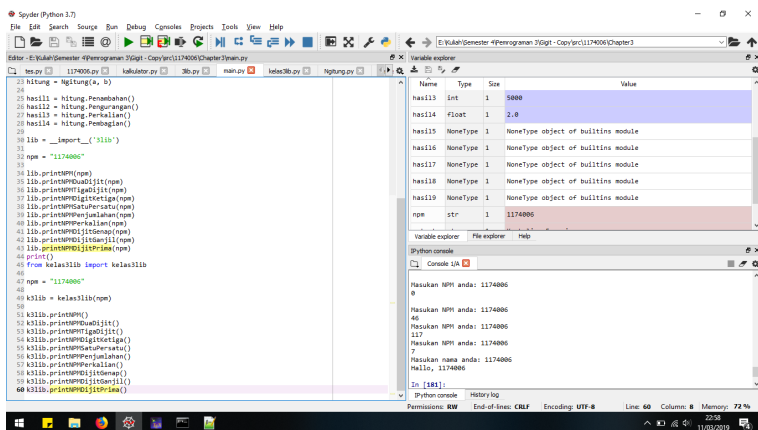 Spyder (Python 3.7)
File Edit Search Source Run Debug Consoles Projects Tools View Help
E:\Kuliah\Semester 4\Pemrograman 3\Gigit - Copy\src\1174006\Chapter3
Editor - E:\Kuliah\Semester 4\Pemrograman 3\Gigit - Copy\src\1174006\Chapter3\main.py
tes.py 1174006.py kalkulator.py 3lib.py main.py kelas3lib.py Ngitung.py
23 hitung = Ngitung(a, b)
24
25 hasil1 = hitung.Penambahan()
26 hasil2 = hitung.Pengurangan()
27 hasil3 = hitung.Perkalian()
28 hasil4 = hitung.Pembagian()
29
30 lib = __import__('3lib')
31
32 npm = "1174006"
33
34 lib.printNPM(npm)
35 lib.printNPMDuaDijit(npm)
36 lib.printNPMTigaDijit(npm)
37 lib.printNPMDigitKetiga(npm)
38 lib.printNPMSatuPersatu(npm)
39 lib.printNPMPenjumlahan(npm)
40 lib.printNPMPerkalian(npm)
41 lib.printNPMDijitGenap(npm)
42 lib.printNPMDijitGanjil(npm)
43 lib.printNPMDijitPrima(npm)
44 print()
45 from kelas3lib import kelas3lib
46
47 npm = "1174006"
48
49 k3lib = kelas3lib(npm)
50
51 k3lib.printNPM()
52 k3lib.printNPMDuaDijit()
53 k3lib.printNPMTigaDijit()
54 k3lib.printNPMDigitKetiga()
55 k3lib.printNPMSatuPersatu()
56 k3lib.printNPMPenjumlahan()
57 k3lib.printNPMPerkalian()
58 k3lib.printNPMDijitGenap()
59 k3lib.printNPMDijitGanjil()
60 k3lib.printNPMDijitPrima()
Variable explorer
Name Type Size Value
hasil3 int 1 5000
hasil4 float 1 2.0
hasil5 NoneType 1 NoneType object of builtins module
hasil6 NoneType 1 NoneType object of builtins module
hasil7 NoneType 1 NoneType object of builtins module
hasil8 NoneType 1 NoneType object of builtins module
hasil9 NoneType 1 NoneType object of builtins module
npm str 1 1174006
Variable explorer File explorer Help
IPython console
Console 1/A
Masukan NPM anda: 1174006
0
Masukan NPM anda: 1174006
46
Masukan NPM anda: 1174006
117
Masukan NPM anda: 1174006
7
Masukan nama anda: 1174006
Hallo, 1174006
In [181]:
IPython console History log
Permissions: RW End-of-lines: CRLF Encoding: UTF-8 Line: 60 Column: 8 Memory: 72 %
22:58
11/03/2019